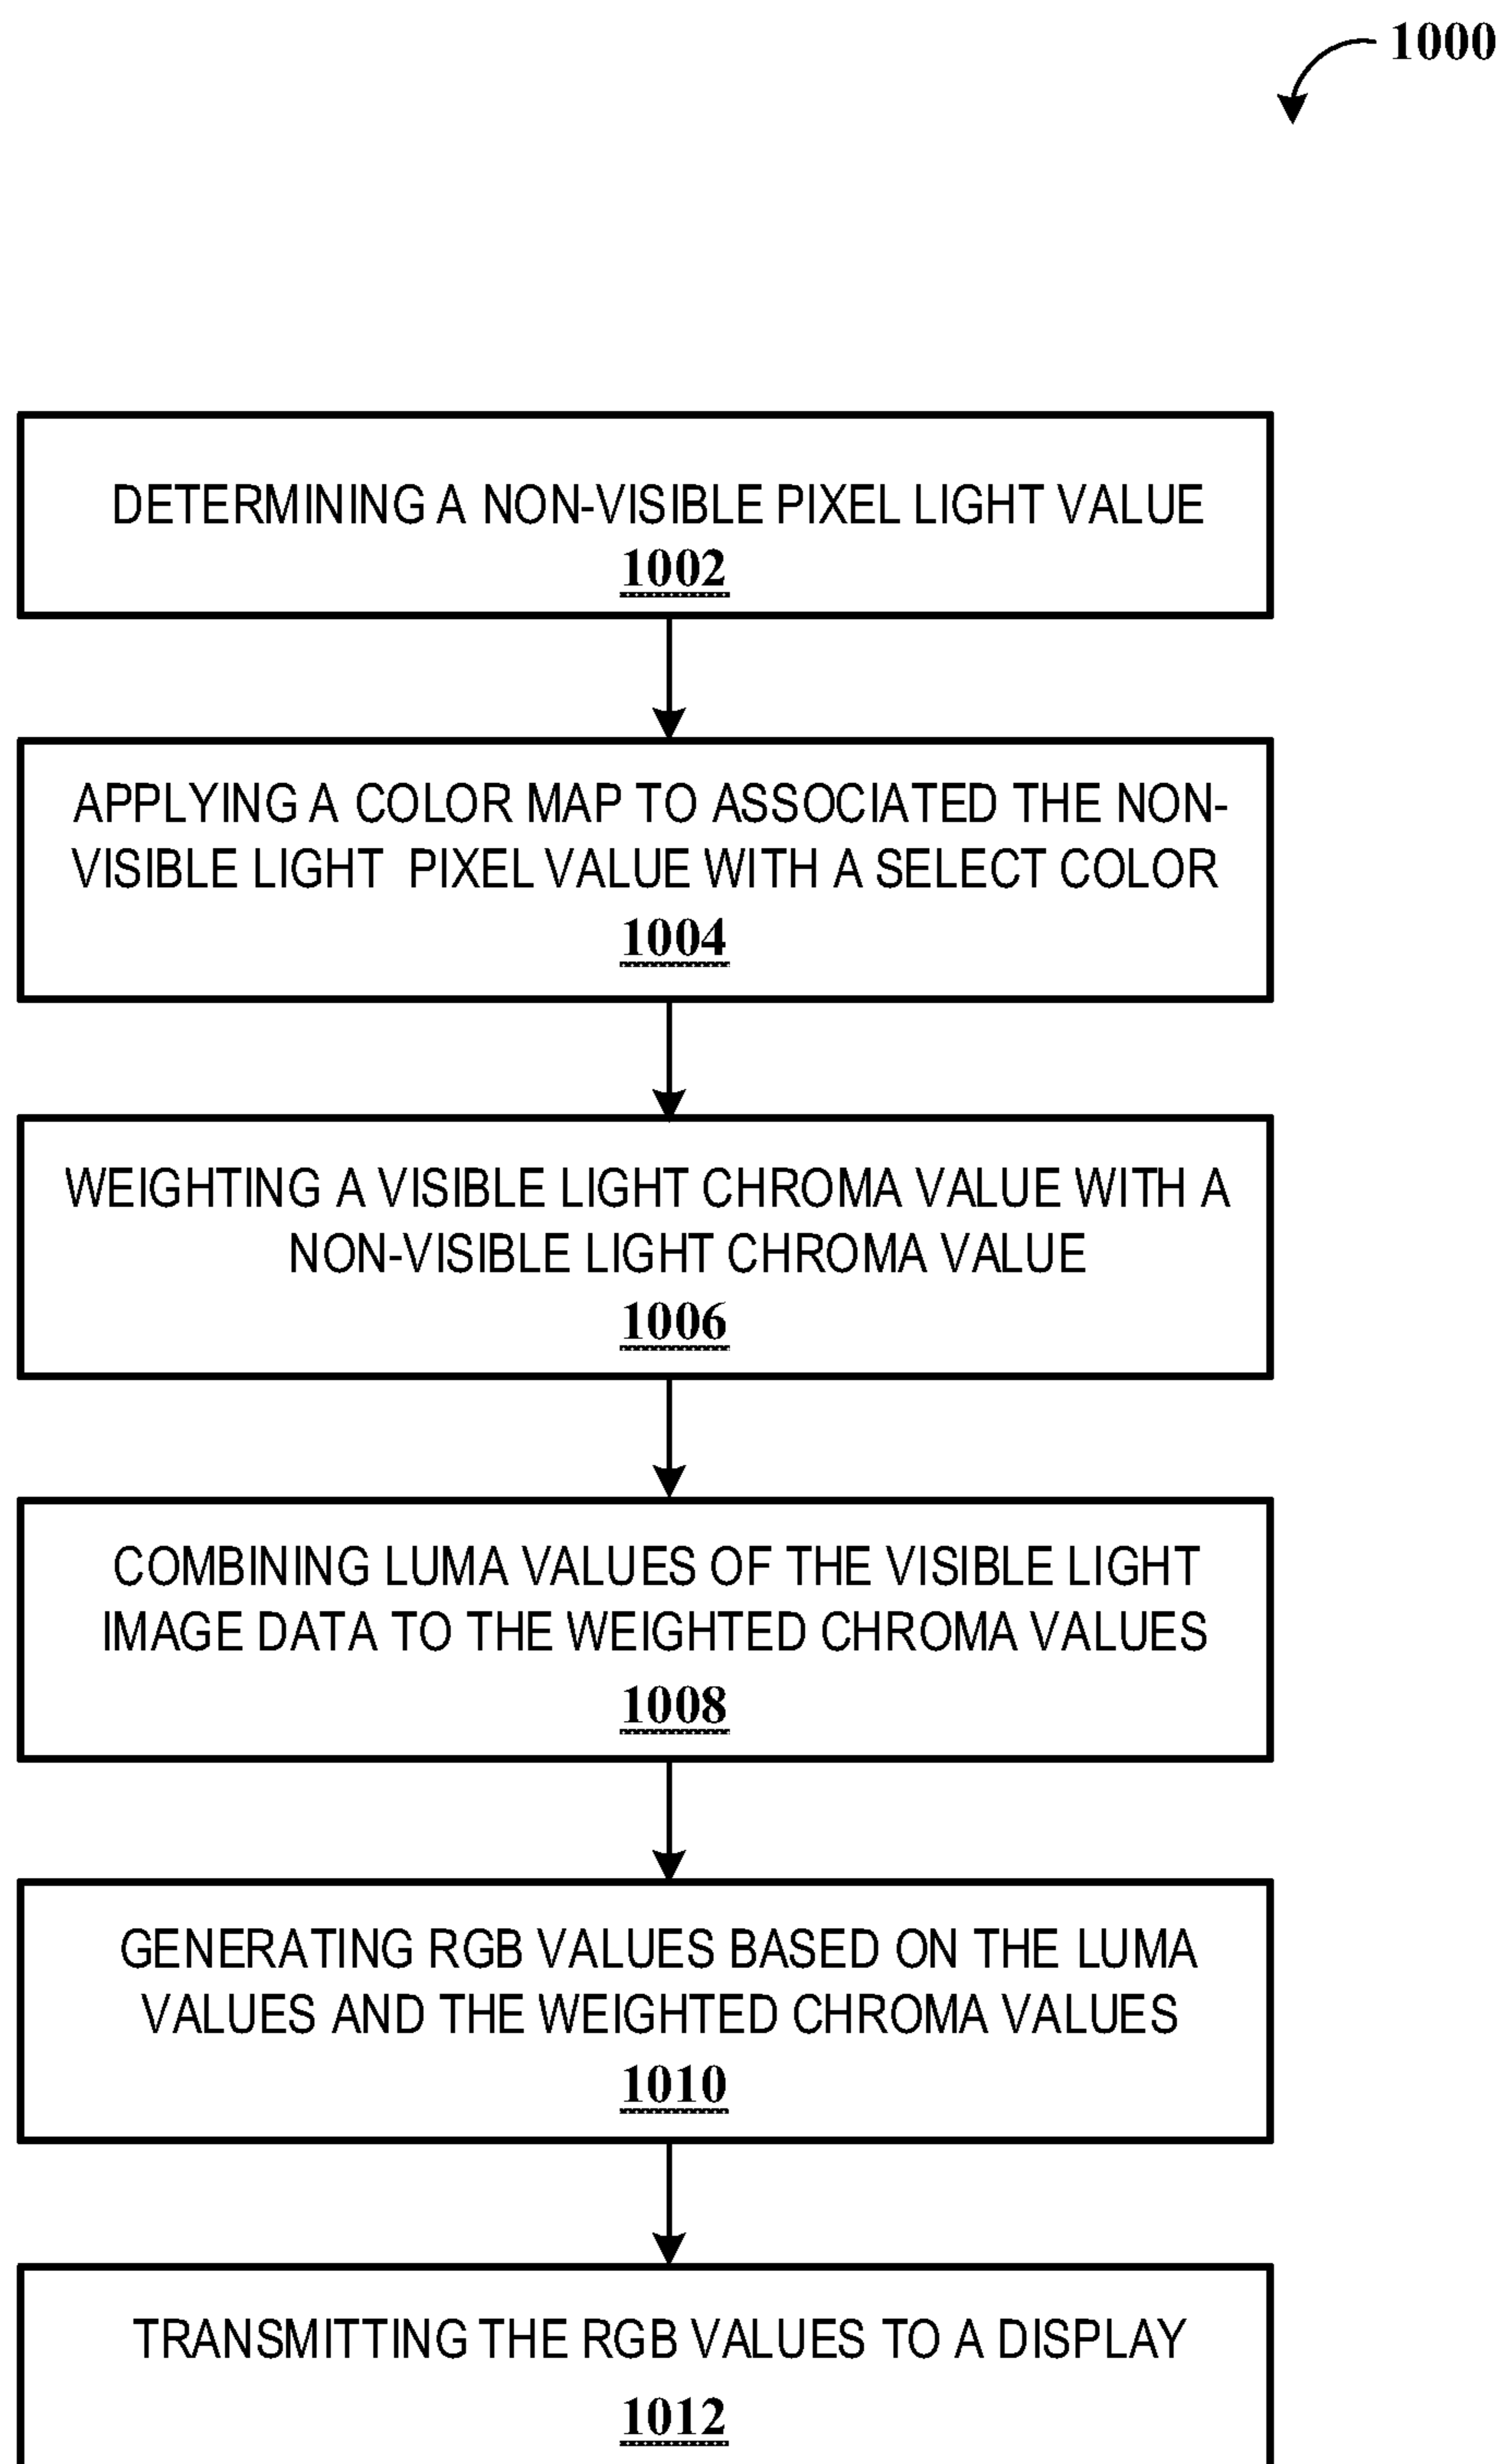 1000
DETERMINING A NON-VISIBLE PIXEL LIGHT VALUE
1002
APPLYING A COLOR MAP TO ASSOCIATED THE NON-
VISIBLE LIGHT PIXEL VALUE WITH A SELECT COLOR
1004
WEIGHTING A VISIBLE LIGHT CHROMA VALUE WITH A
NON-VISIBLE LIGHT CHROMA VALUE
1006
COMBINING LUMA VALUES OF THE VISIBLE LIGHT
IMAGE DATA TO THE WEIGHTED CHROMA VALUES
1008
GENERATING RGB VALUES BASED ON THE LUMA
VALUES AND THE WEIGHTED CHROMA VALUES
1010
TRANSMITTING THE RGB VALUES TO A DISPLAY
1012